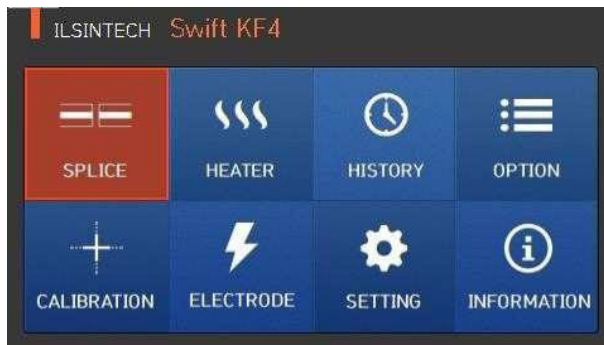 ILSINTECH Swift KF4
SPLICE HEATER HISTORY OPTION
CALIBRATION ELECTRODE SETTING INFORMATION